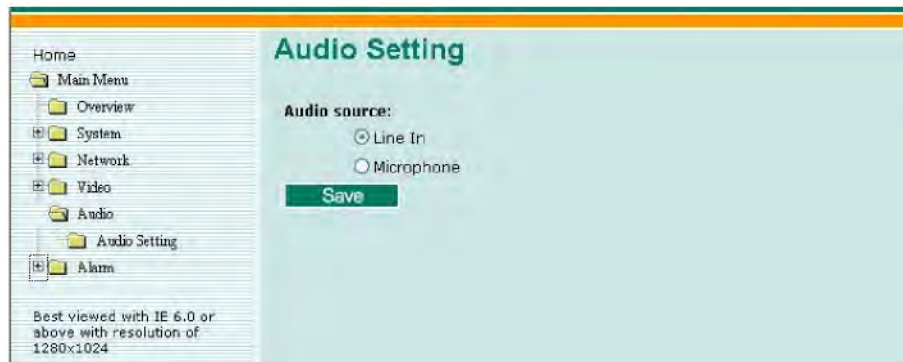 Home
Main Menu
Overview
System
Network
Video
Audio
Audio Setting
Alarm
Best viewed with IE 6.0 or
above with resolution of
1280x1024
Audio Setting
Audio source:
Line In
Microphone
Save